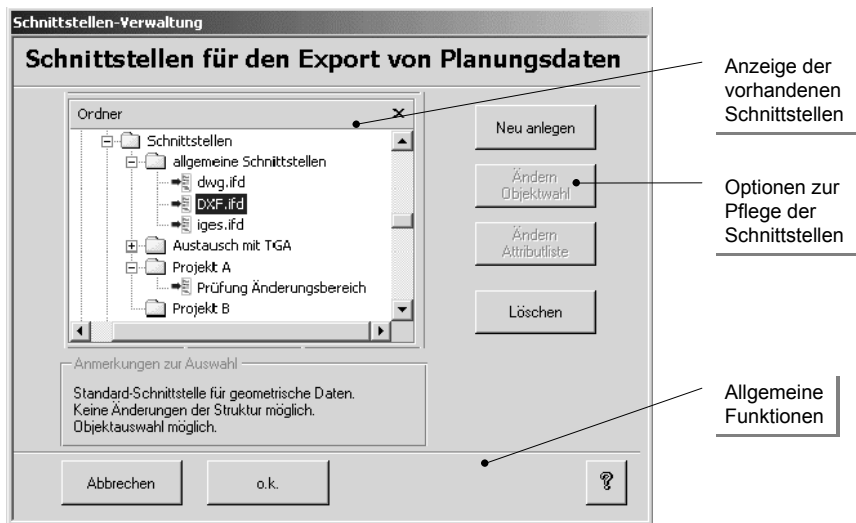 Schnittstellen-Verwaltung
Schnittstellen für den Export von Planungsdaten
Ordner
Schnittstellen
allgemeine Schnittstellen
dwg.ifd
DXF.ifd
iges.ifd
Austausch mit TGA
Projekt A
Prüfung Änderungsbereich
Projekt B
Neu anlegen
Ändern
Objektwahl
Ändern
Attributliste
Löschen
Anmerkungen zur Auswahl
Standard-Schnittstelle für geometrische Daten.
Keine Änderungen der Struktur möglich.
Objektauswahl möglich.
Abbrechen
o.k.
?
Anzeige der
vorhandenen
Schnittstellen
Optionen zur
Pflege der
Schnittstellen
Allgemeine
Funktionen